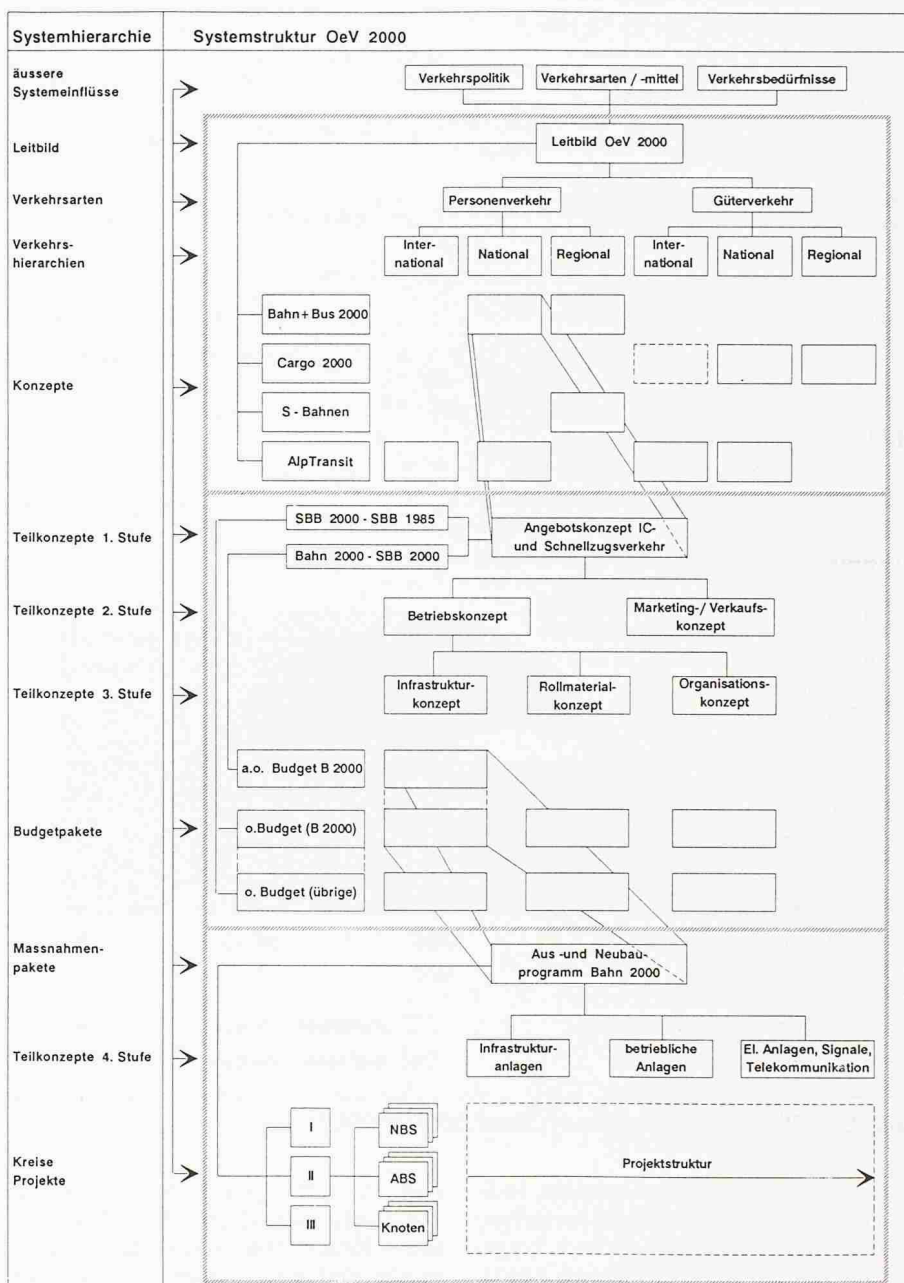 Systemhierarchie
Systemstruktur OeV 2000
äussere
Systemeinflüsse
Verkehrspolitik
Verkehrsarten / -mittel
Verkehrsbedürfnisse
Leitbild
Leitbild OeV 2000
Verkehrsarten
Personenverkehr
Güterverkehr
Verkehrs-
hierarchien
Inter-
national
National
Regional
Inter-
national
National
Regional
Konzepte
Bahn+Bus 2000
Cargo 2000
S - Bahnen
AlpTransit
Teilkonzepte 1. Stufe
SBB 2000 - SBB 1985
Bahn 2000 - SBB 2000
Angebotskonzept IC-
und Schnellzugsverkehr
Teilkonzepte 2. Stufe
Betriebskonzept
Marketing-/ Verkaufs-
konzept
Teilkonzepte 3. Stufe
Infrastruktur-
konzept
Rollmaterial-
konzept
Organisations-
konzept
Budgetpakete
a.o. Budget B 2000
o.Budget (B 2000)
o. Budget (übrige)
Massnahmen-
pakete
Aus -und Neubau-
programm Bahn 2000
Teilkonzepte 4. Stufe
Infrastruktur-
anlagen
betriebliche
Anlagen
El. Anlagen, Signale,
Telekommunikation
Kreise
Projekte
I
II
III
NBS
ABS
Knoten
Projektstruktur